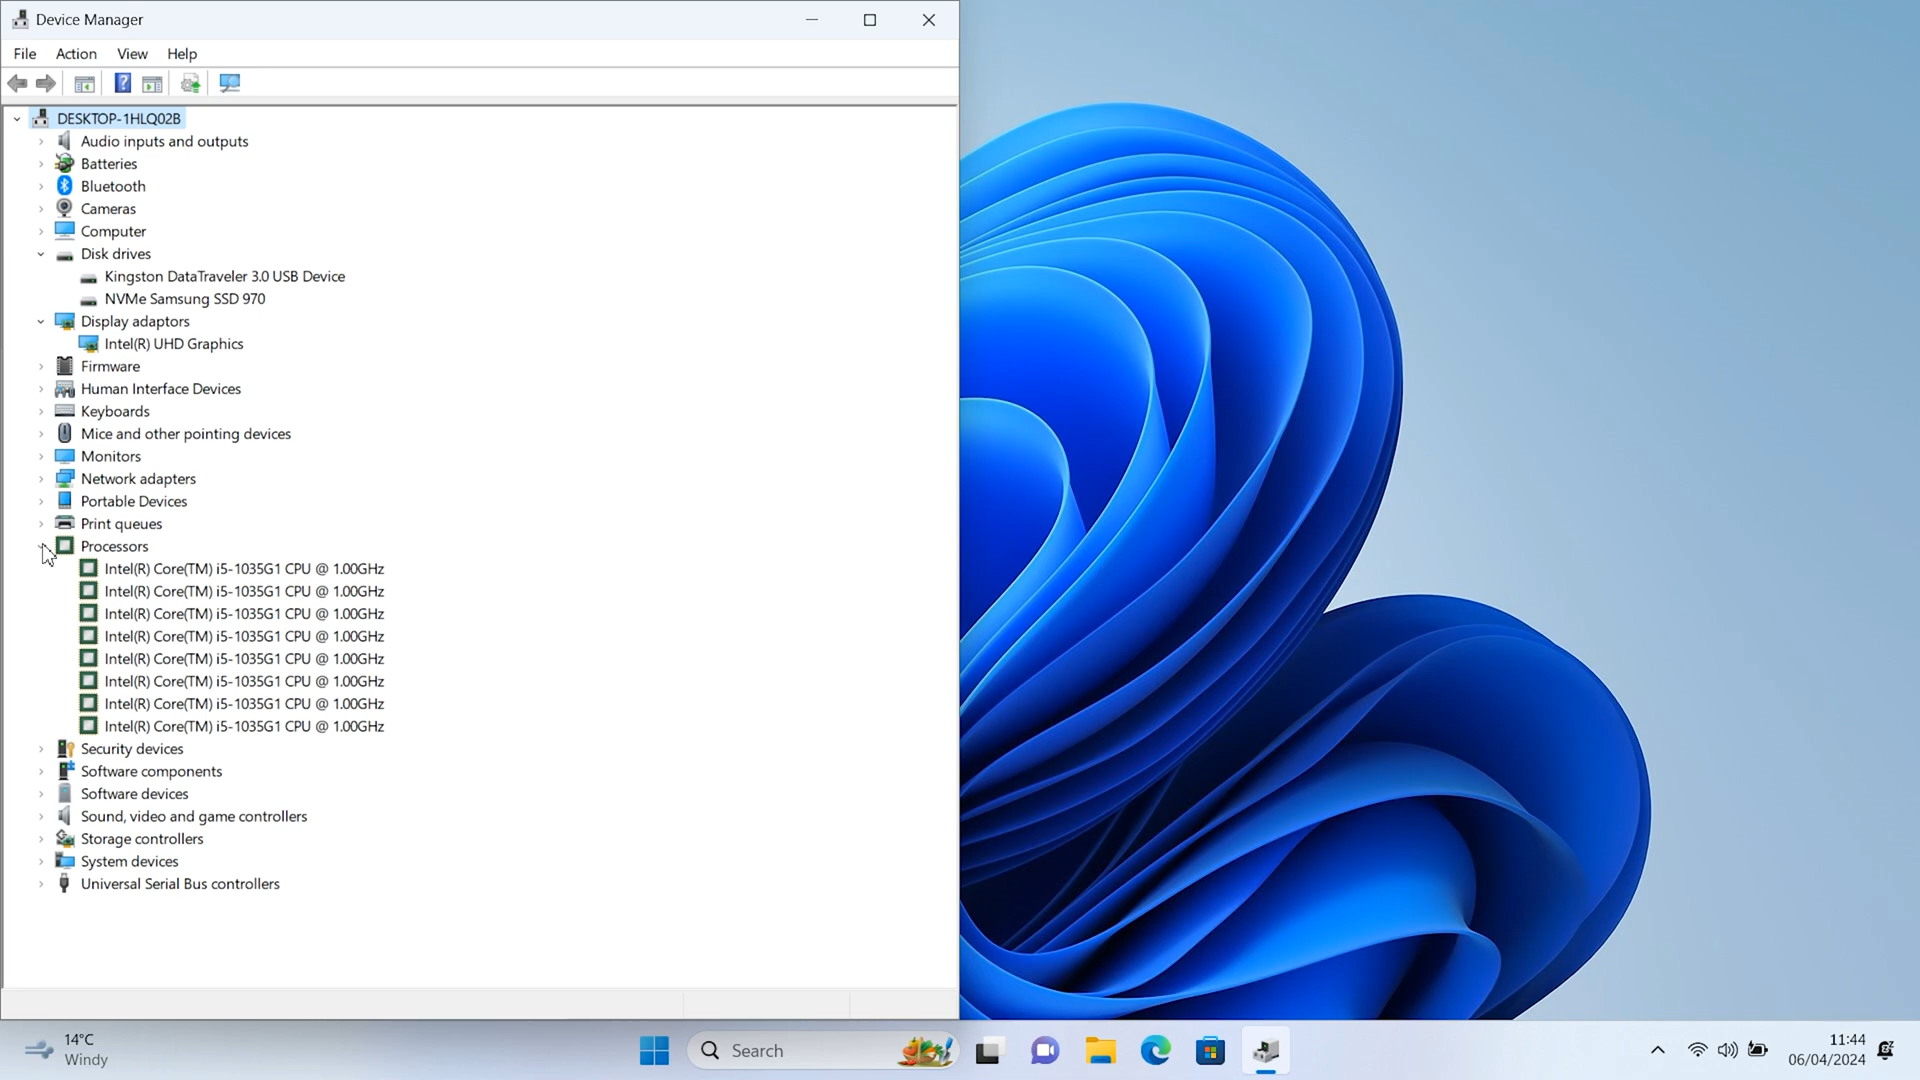 Device Manager
File Action View Help
DESKTOP-1HLQ02B
Audio inputs and outputs
Batteries
Bluetooth
Cameras
Computer
Disk drives
Kingston DataTraveler 3.0 USB Device
NVMe Samsung SSD 970
Display adaptors
Intel(R) UHD Graphics
Firmware
Human Interface Devices
Keyboards
Mice and other pointing devices
Monitors
Network adapters
Portable Devices
Print queues
Processors
Intel(R) Core(TM) i5-1035G1 CPU @ 1.00GHz
Intel(R) Core(TM) i5-1035G1 CPU @ 1.00GHz
Intel(R) Core(TM) i5-1035G1 CPU @ 1.00GHz
Intel(R) Core(TM) i5-1035G1 CPU @ 1.00GHz
Intel(R) Core(TM) i5-1035G1 CPU @ 1.00GHz
Intel(R) Core(TM) i5-1035G1 CPU @ 1.00GHz
Intel(R) Core(TM) i5-1035G1 CPU @ 1.00GHz
Intel(R) Core(TM) i5-1035G1 CPU @ 1.00GHz
Security devices
Software components
Software devices
Sound, video and game controllers
Storage controllers
System devices
Universal Serial Bus controllers
14°C
Windy
Search
11:44
06/04/2024